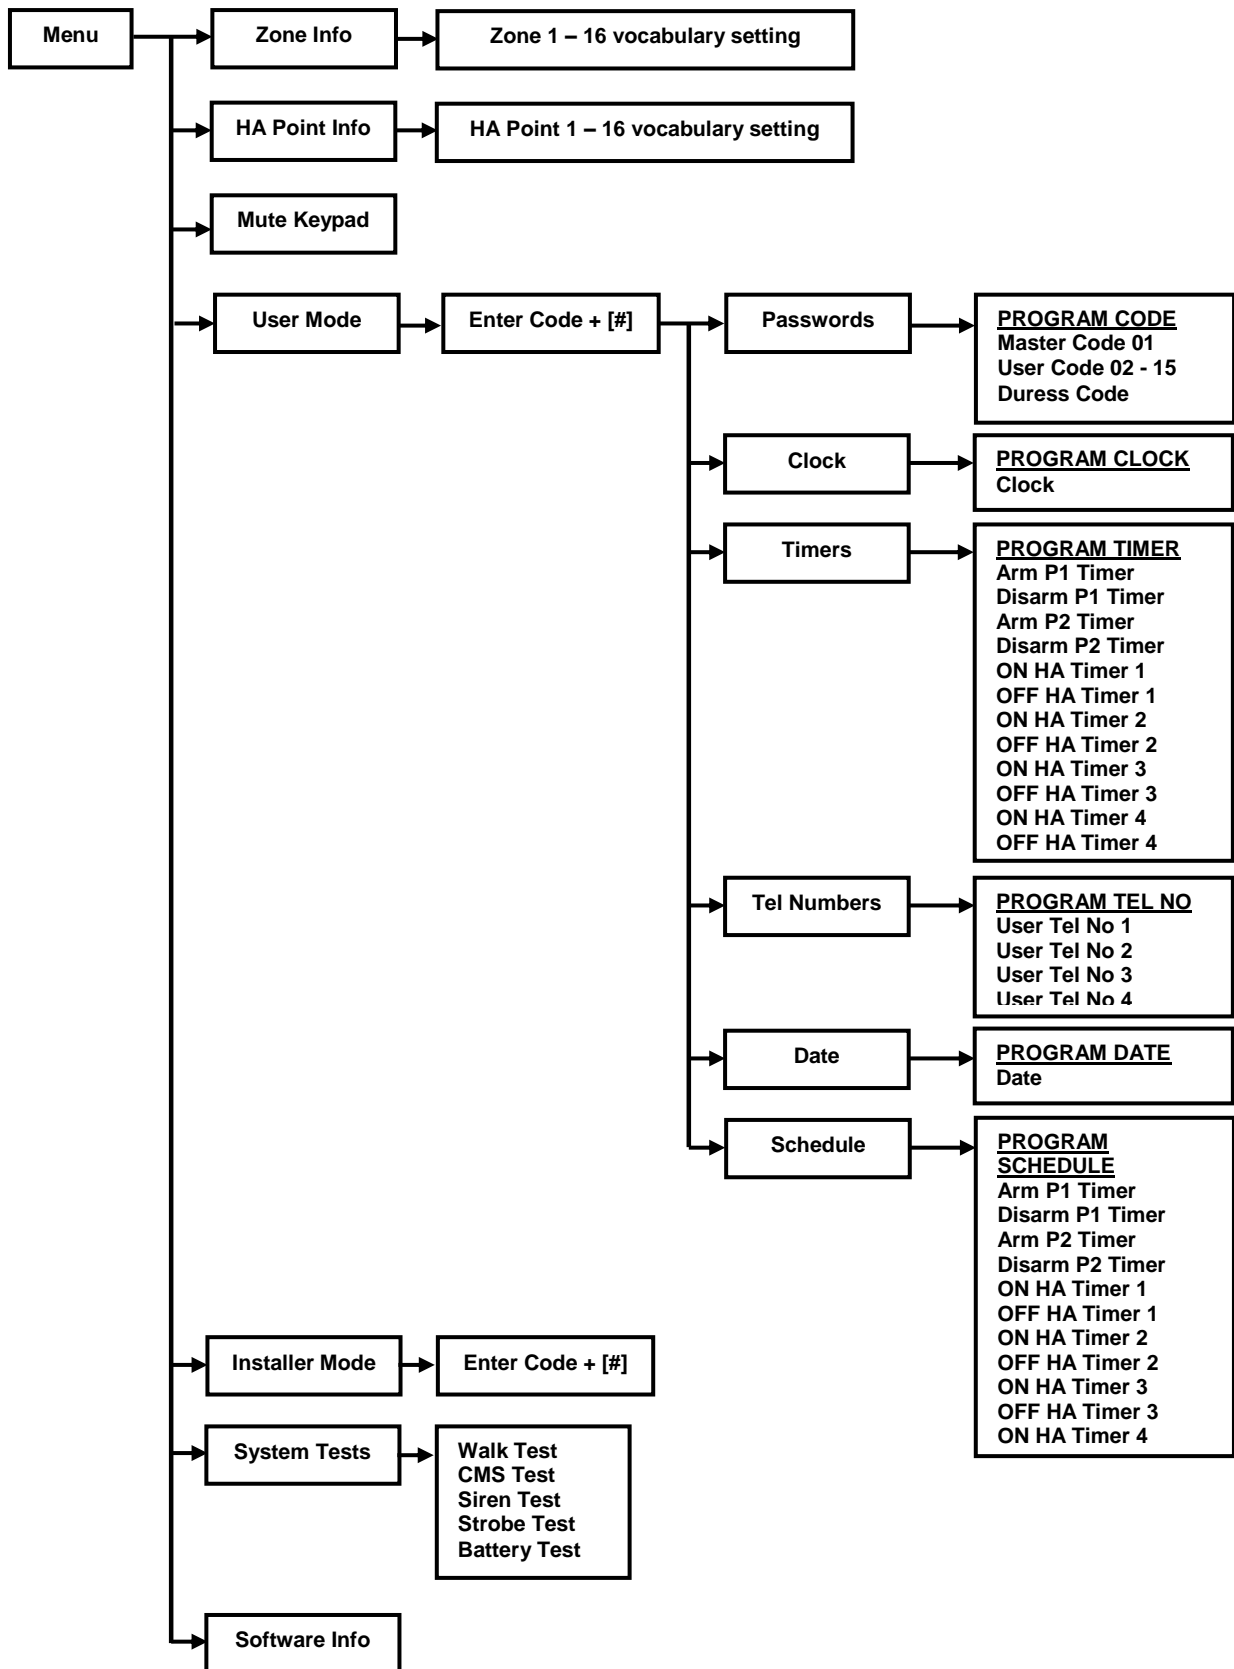 Menu
Zone Info
Zone 1 – 16 vocabulary setting
HA Point Info
HA Point 1 – 16 vocabulary setting
Mute Keypad
User Mode
Enter Code + [#]
Passwords
PROGRAM CODE
Master Code 01
User Code 02 - 15
Duress Code
Clock
PROGRAM CLOCK
Clock
Timers
PROGRAM TIMER
Arm P1 Timer
Disarm P1 Timer
Arm P2 Timer
Disarm P2 Timer
ON HA Timer 1
OFF HA Timer 1
ON HA Timer 2
OFF HA Timer 2
ON HA Timer 3
OFF HA Timer 3
ON HA Timer 4
OFF HA Timer 4
Tel Numbers
PROGRAM TEL NO
User Tel No 1
User Tel No 2
User Tel No 3
User Tel No 4
Date
PROGRAM DATE
Date
Schedule
PROGRAM
SCHEDULE
Arm P1 Timer
Disarm P1 Timer
Arm P2 Timer
Disarm P2 Timer
ON HA Timer 1
OFF HA Timer 1
ON HA Timer 2
OFF HA Timer 2
ON HA Timer 3
OFF HA Timer 3
ON HA Timer 4
Installer Mode
Enter Code + [#]
System Tests
Walk Test
CMS Test
Siren Test
Strobe Test
Battery Test
Software Info